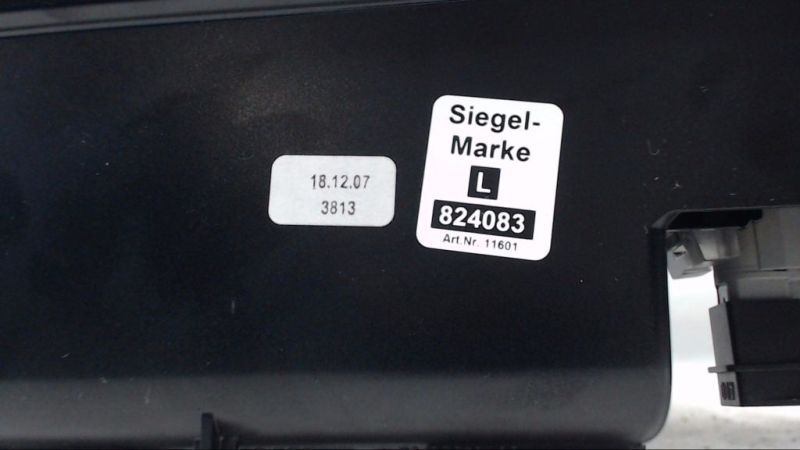 18.12.07
3813
Siegel-
Marke
L
824083
Art.Nr. 11601